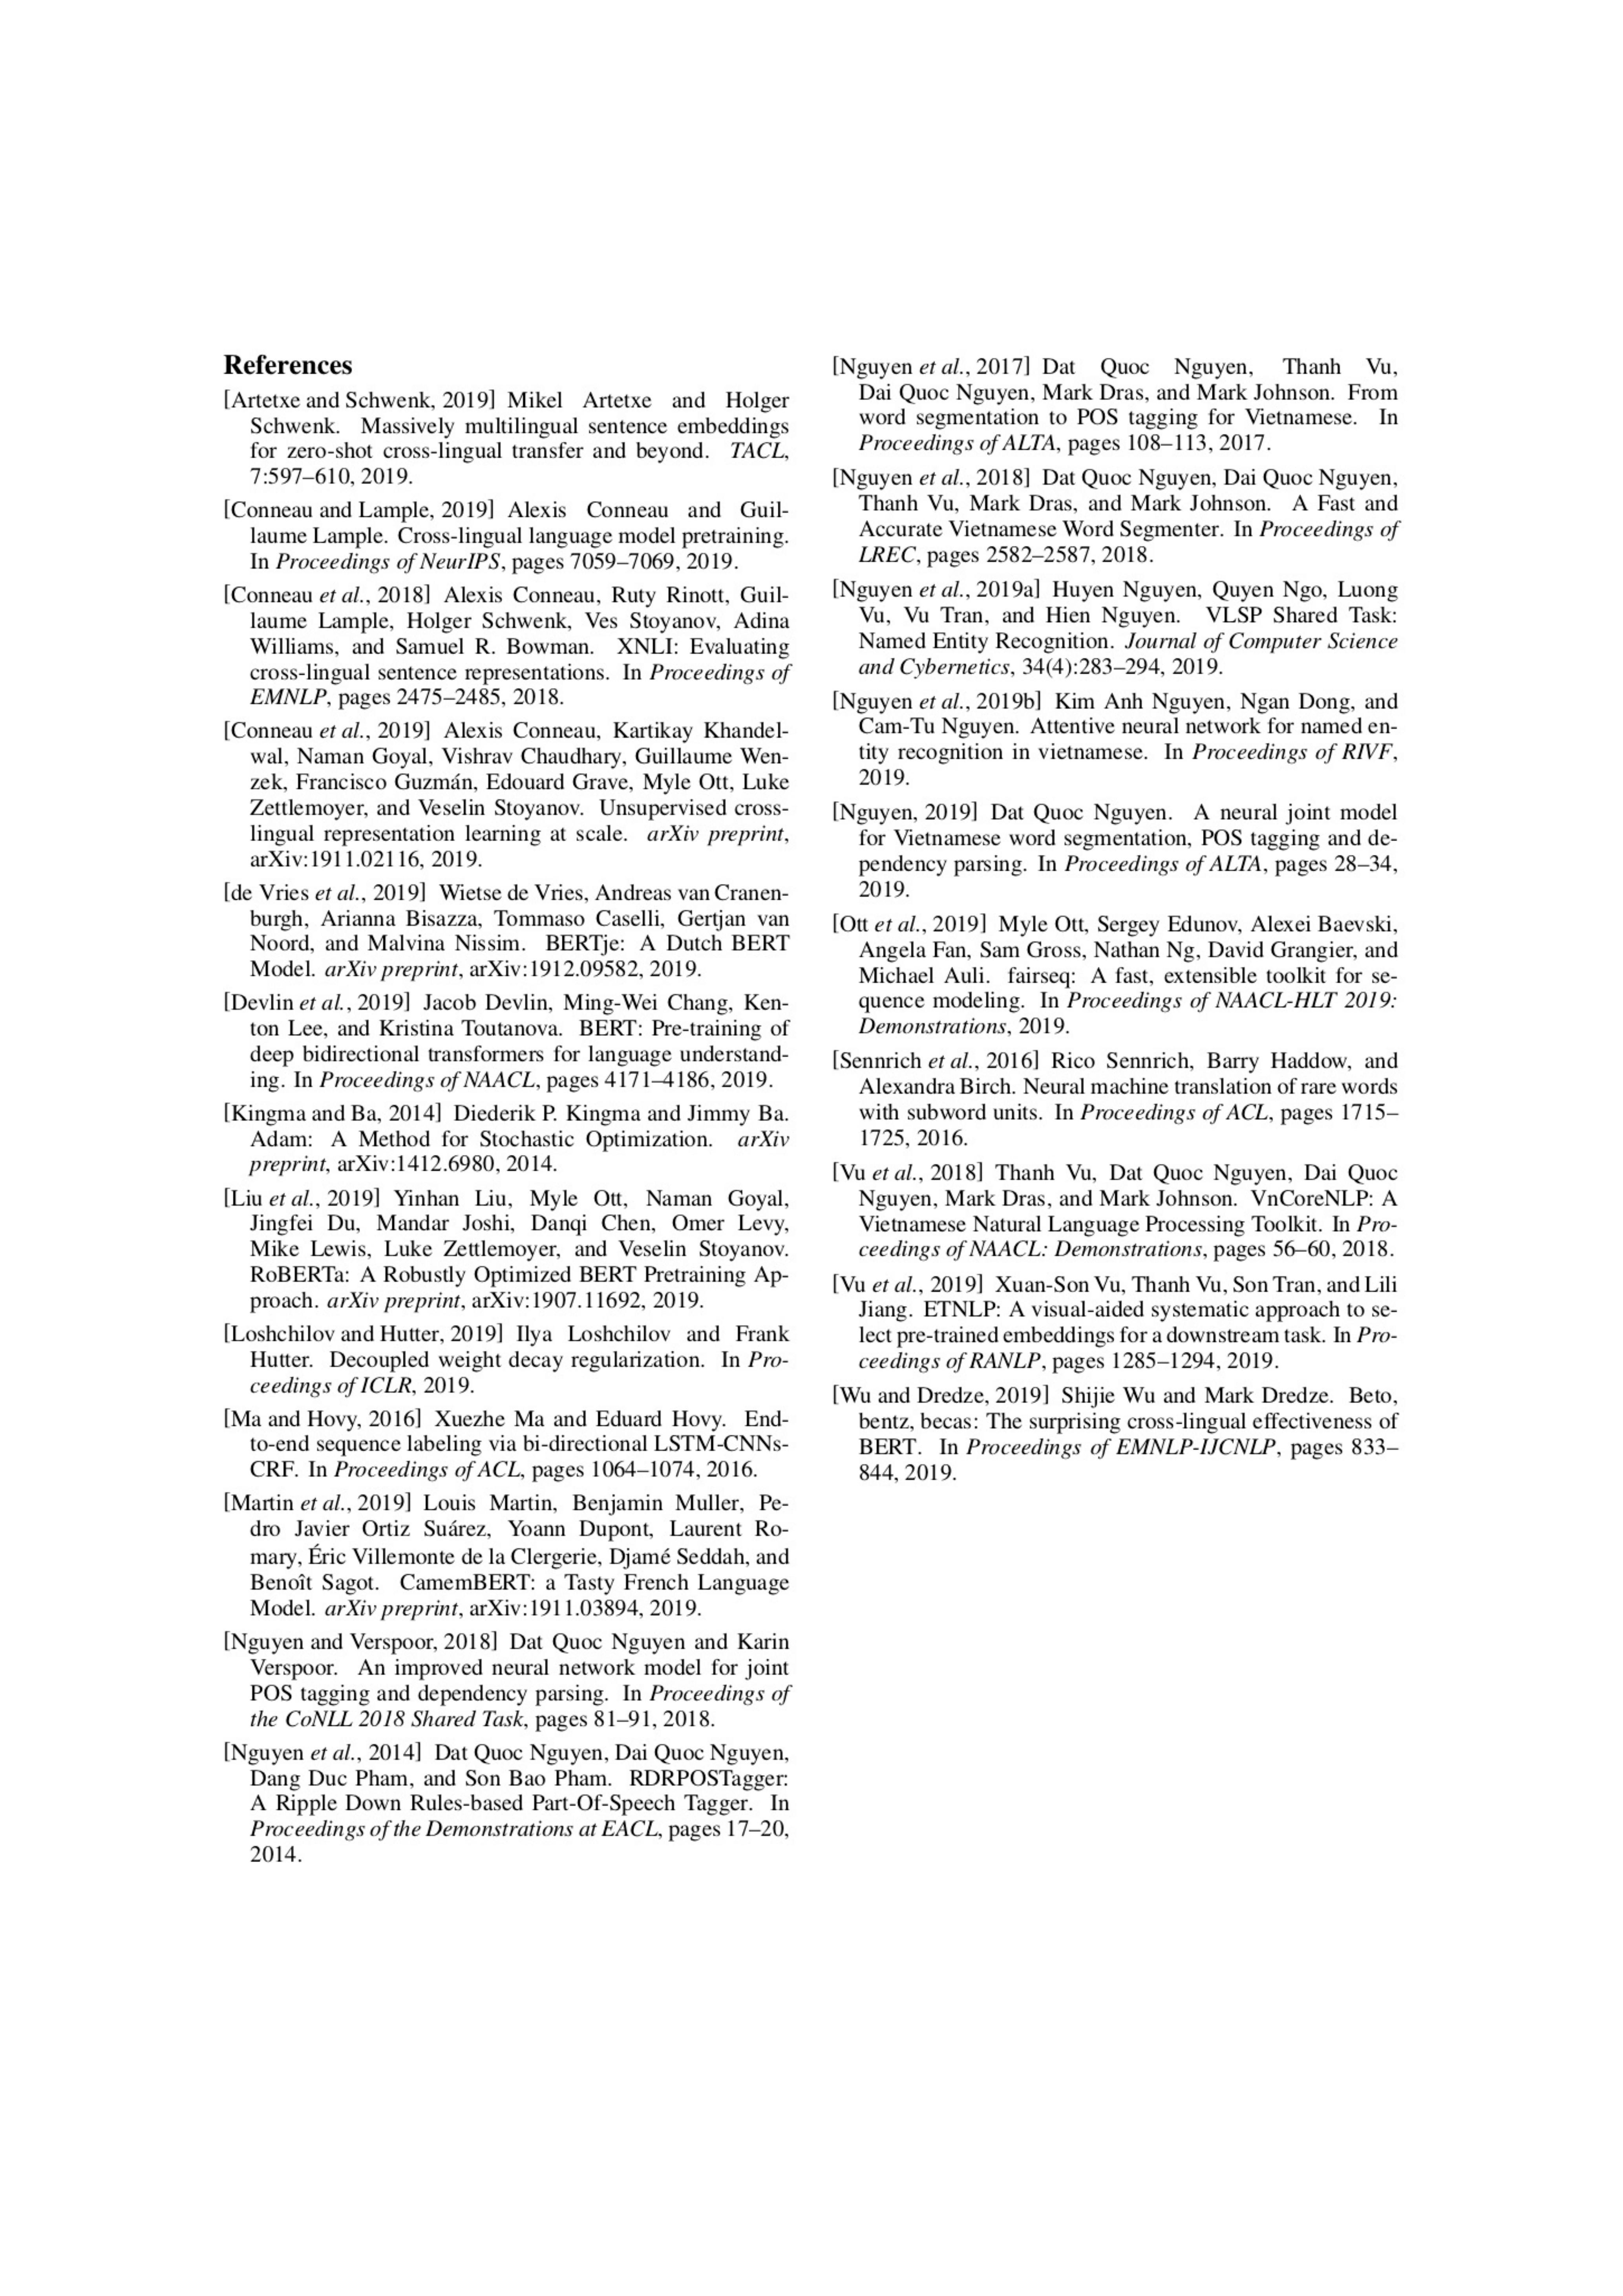 References
[Artetxe and Schwenk, 2019] Mikel Artetxe and Holger
Schwenk. Massively multilingual sentence embeddings
for zero-shot cross-lingual transfer and beyond. TACL,
7:597–610, 2019.
[Conneau and Lample, 2019] Alexis Conneau and Guil-
laume Lample. Cross-lingual language model pretraining.
In Proceedings of NeurIPS, pages 7059–7069, 2019.
[Conneau et al., 2018] Alexis Conneau, Ruty Rinott, Guil-
laume Lample, Holger Schwenk, Ves Stoyanov, Adina
Williams, and Samuel R. Bowman. XNLI: Evaluating
cross-lingual sentence representations. In Proceedings of
EMNLP, pages 2475–2485, 2018.
[Conneau et al., 2019] Alexis Conneau, Kartikay Khandel-
wal, Naman Goyal, Vishrav Chaudhary, Guillaume Wen-
zek, Francisco Guzmán, Edouard Grave, Myle Ott, Luke
Zettlemoyer, and Veselin Stoyanov. Unsupervised cross-
lingual representation learning at scale. arXiv preprint,
arXiv:1911.02116, 2019.
[de Vries et al., 2019] Wietse de Vries, Andreas van Cranen-
burgh, Arianna Bisazza, Tommaso Caselli, Gertjan van
Noord, and Malvina Nissim. BERTje: A Dutch BERT
Model. arXiv preprint, arXiv:1912.09582, 2019.
[Devlin et al., 2019] Jacob Devlin, Ming-Wei Chang, Ken-
ton Lee, and Kristina Toutanova. BERT: Pre-training of
deep bidirectional transformers for language understand-
ing. In Proceedings of NAACL, pages 4171–4186, 2019.
[Kingma and Ba, 2014] Diederik P. Kingma and Jimmy Ba.
Adam: A Method for Stochastic Optimization. arXiv
preprint, arXiv:1412.6980, 2014.
[Liu et al., 2019] Yinhan Liu, Myle Ott, Naman Goyal,
Jingfei Du, Mandar Joshi, Danqi Chen, Omer Levy,
Mike Lewis, Luke Zettlemoyer, and Veselin Stoyanov.
RoBERTa: A Robustly Optimized BERT Pretraining Ap-
proach. arXiv preprint, arXiv:1907.11692, 2019.
[Loshchilov and Hutter, 2019] Ilya Loshchilov and Frank
Hutter. Decoupled weight decay regularization. In Pro-
ceedings of ICLR, 2019.
[Ma and Hovy, 2016] Xuezhe Ma and Eduard Hovy. End-
to-end sequence labeling via bi-directional LSTM-CNNs-
CRF. In Proceedings of ACL, pages 1064–1074, 2016.
[Martin et al., 2019] Louis Martin, Benjamin Muller, Pe-
dro Javier Ortiz Suárez, Yoann Dupont, Laurent Ro-
mary, Éric Villemonte de la Clergerie, Djamé Seddah, and
Benoît Sagot. CamemBERT: a Tasty French Language
Model. arXiv preprint, arXiv:1911.03894, 2019.
[Nguyen and Verspoor, 2018] Dat Quoc Nguyen and Karin
Verspoor. An improved neural network model for joint
POS tagging and dependency parsing. In Proceedings of
the CoNLL 2018 Shared Task, pages 81–91, 2018.
[Nguyen et al., 2014] Dat Quoc Nguyen, Dai Quoc Nguyen,
Dang Duc Pham, and Son Bao Pham. RDRPOSTagger:
A Ripple Down Rules-based Part-Of-Speech Tagger. In
Proceedings of the Demonstrations at EACL, pages 17–20,
2014.
[Nguyen et al., 2017] Dat Quoc Nguyen, Thanh Vu,
Dai Quoc Nguyen, Mark Dras, and Mark Johnson. From
word segmentation to POS tagging for Vietnamese. In
Proceedings of ALTA, pages 108–113, 2017.
[Nguyen et al., 2018] Dat Quoc Nguyen, Dai Quoc Nguyen,
Thanh Vu, Mark Dras, and Mark Johnson. A Fast and
Accurate Vietnamese Word Segmenter. In Proceedings of
LREC, pages 2582–2587, 2018.
[Nguyen et al., 2019a] Huyen Nguyen, Quyen Ngo, Luong
Vu, Vu Tran, and Hien Nguyen. VLSP Shared Task:
Named Entity Recognition. Journal of Computer Science
and Cybernetics, 34(4):283–294, 2019.
[Nguyen et al., 2019b] Kim Anh Nguyen, Ngan Dong, and
Cam-Tu Nguyen. Attentive neural network for named en-
tity recognition in vietnamese. In Proceedings of RIVF,
2019.
[Nguyen, 2019] Dat Quoc Nguyen. A neural joint model
for Vietnamese word segmentation, POS tagging and de-
pendency parsing. In Proceedings of ALTA, pages 28–34,
2019.
[Ott et al., 2019] Myle Ott, Sergey Edunov, Alexei Baevski,
Angela Fan, Sam Gross, Nathan Ng, David Grangier, and
Michael Auli. fairseq: A fast, extensible toolkit for se-
quence modeling. In Proceedings of NAACL-HLT 2019:
Demonstrations, 2019.
[Sennrich et al., 2016] Rico Sennrich, Barry Haddow, and
Alexandra Birch. Neural machine translation of rare words
with subword units. In Proceedings of ACL, pages 1715–
1725, 2016.
[Vu et al., 2018] Thanh Vu, Dat Quoc Nguyen, Dai Quoc
Nguyen, Mark Dras, and Mark Johnson. VnCoreNLP: A
Vietnamese Natural Language Processing Toolkit. In Pro-
ceedings of NAACL: Demonstrations, pages 56–60, 2018.
[Vu et al., 2019] Xuan-Son Vu, Thanh Vu, Son Tran, and Lili
Jiang. ETNLP: A visual-aided systematic approach to se-
lect pre-trained embeddings for a downstream task. In Pro-
ceedings of RANLP, pages 1285–1294, 2019.
[Wu and Dredze, 2019] Shijie Wu and Mark Dredze. Beto,
bentz, becas: The surprising cross-lingual effectiveness of
BERT. In Proceedings of EMNLP-IJCNLP, pages 833–
844, 2019.